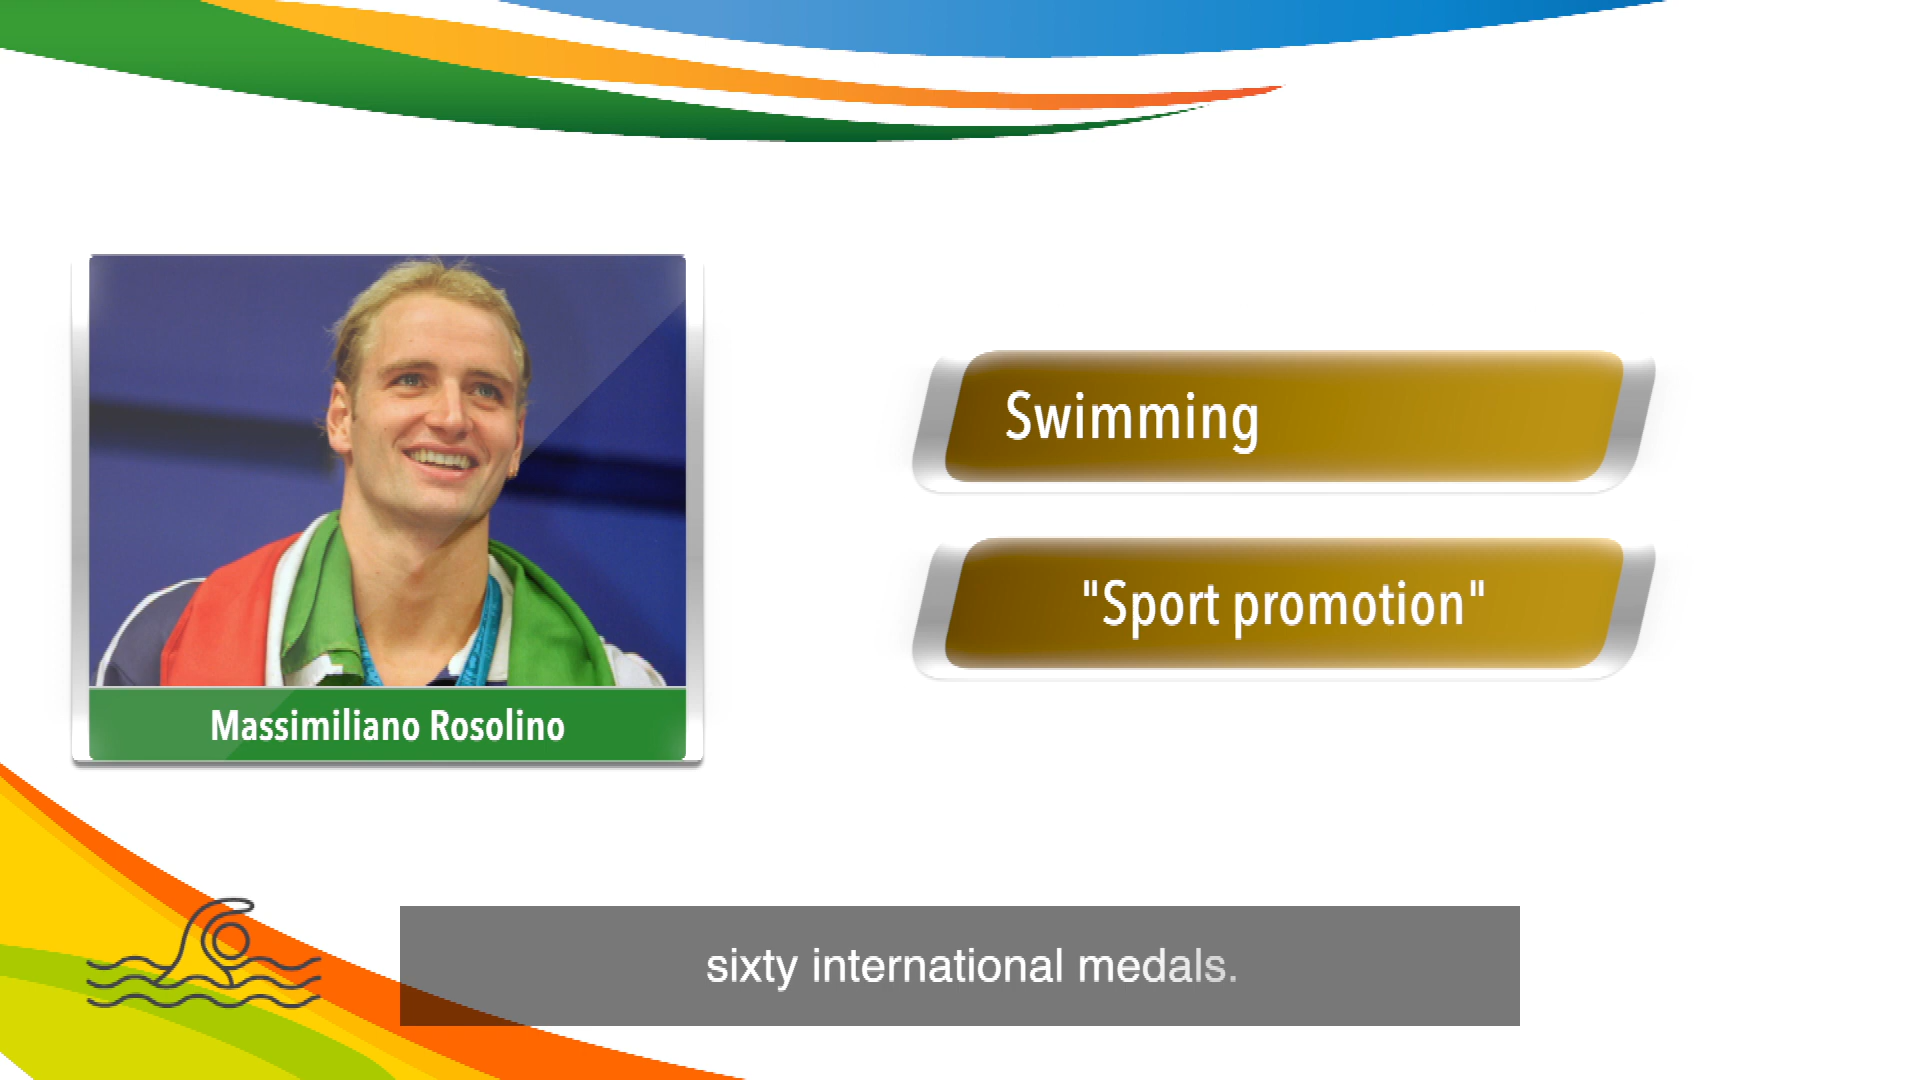 Swimming
"Sport promotion"
Massimiliano Rosolino
sixty international medals.